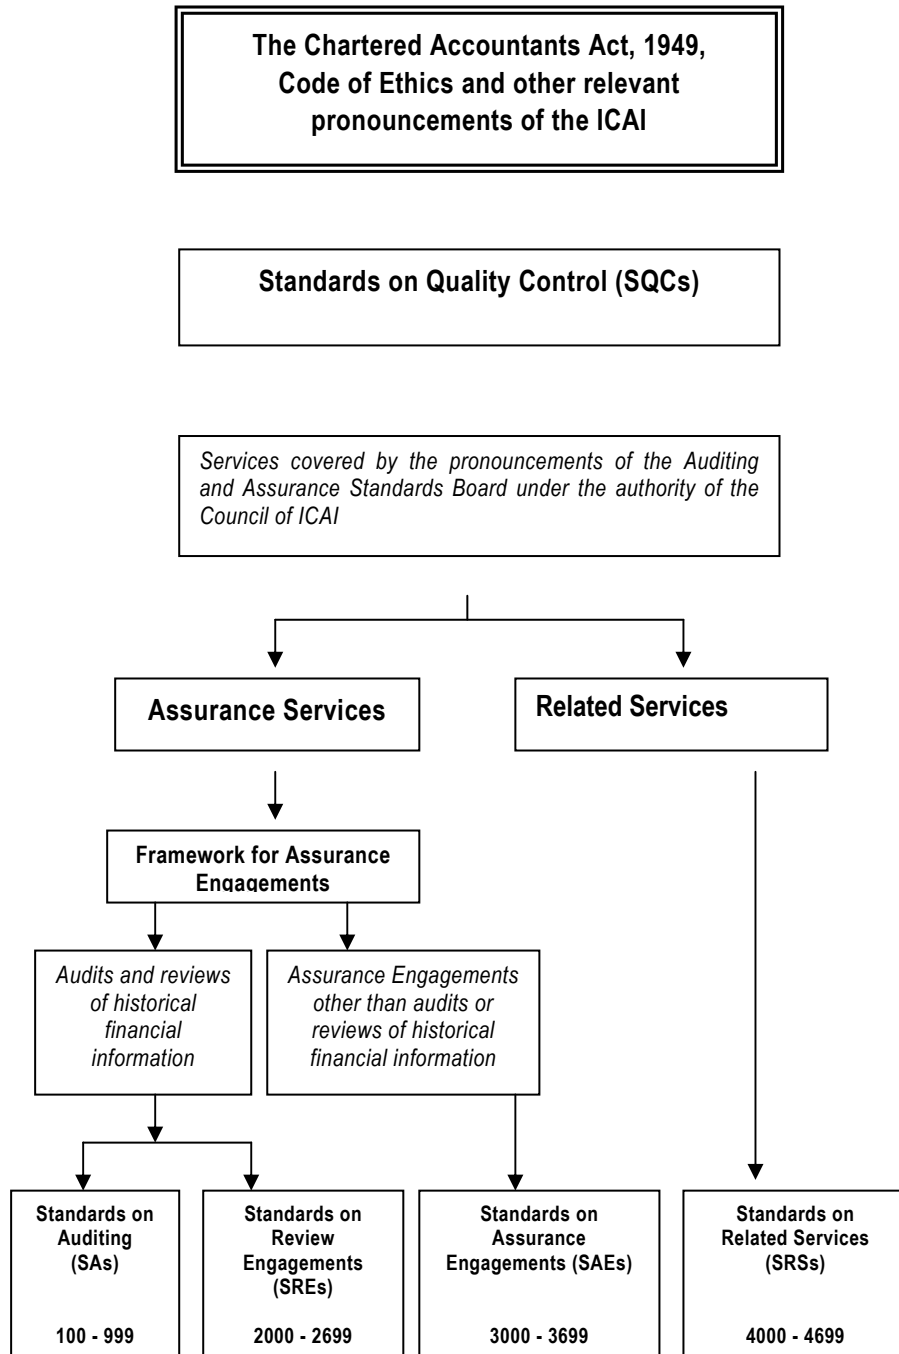 The Chartered Accountants Act, 1949,
Code of Ethics and other relevant
pronouncements of the ICAI
Standards on Quality Control (SQCs)
Services covered by the pronouncements of the Auditing
and Assurance Standards Board under the authority of the
Council of ICAI
Assurance Services
Related Services
Framework for Assurance
Engagements
Audits and reviews
of historical
financial
information
Assurance Engagements
other than audits or
reviews of historical
financial information
Standards on
Auditing
(SAs)
100 - 999
Standards on
Review
Engagements
(SREs)
2000 - 2699
Standards on
Assurance
Engagements (SAEs)
3000 - 3699
Standards on
Related Services
(SRSs)
4000 - 4699